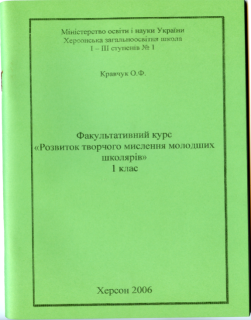 Міністерство освіти і науки України
Херсонська загальноосвітня школа
І – ІІІ ступенів № 1
Кравчук О.Ф.
Факультативний курс
«Розвиток творчого мислення молодших
школярів»
І клас
Херсон 2006